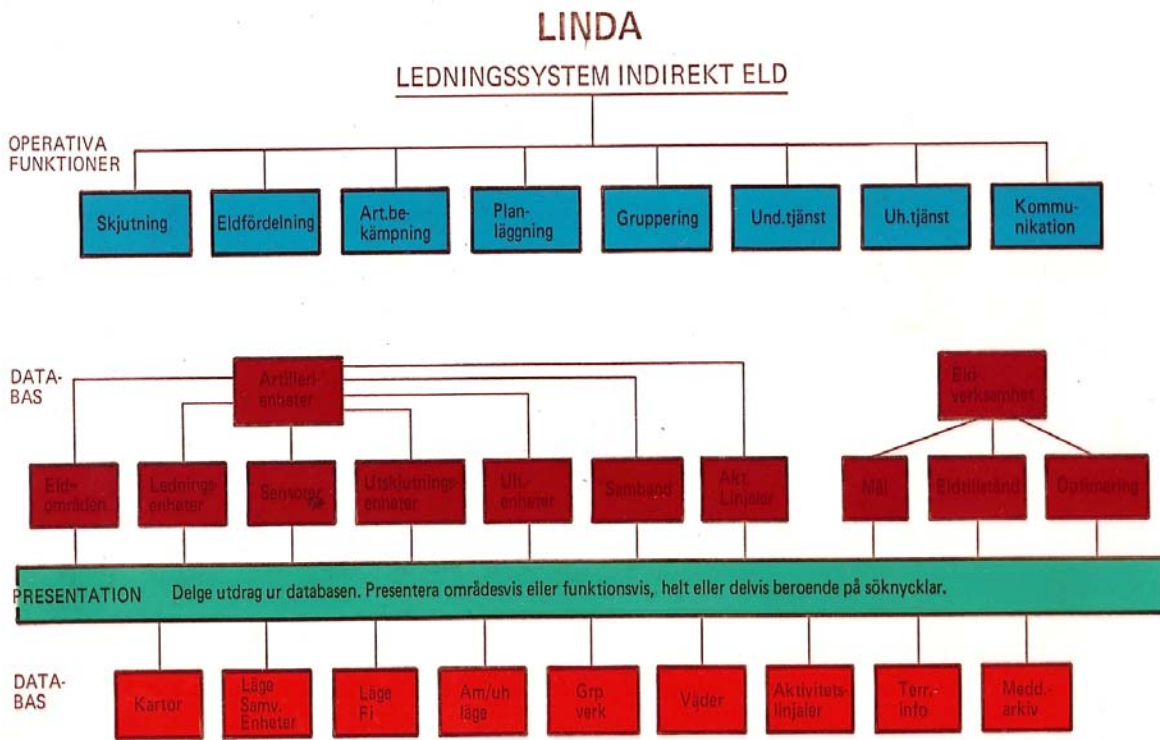 LINDA
LEDNINGSSYSTEM INDIREKT ELD
OPERATIVA
FUNKTIONER
Skjutning
Eldfördelning
Art.be-
kämpning
Plan-
läggning
Gruppering
Und.tjänst
Uh.tjänst
Kommu-
nikation
DATA-
BAS
Artilleri-
enheter
Eld-
verksamhet
Eld-
områden
Lednings-
enheter
Sensorer
Utskjutnings-
enheter
Uh.
enheter
Samband
Akt.
Linjaler
Mål
Eldtillstånd
Optimering
PRESENTATION Delge utdrag ur databasen. Presentera områdesvis eller funktionsvis, helt eller delvis beroende på söknycklar.
DATA-
BAS
Kartor
Läge
Samv.
Enheter
Läge
Fi
Am/uh
läge
Grp
verk
Väder
Aktivitets-
linjaler
Terr.-
info
Medd.-
arkiv